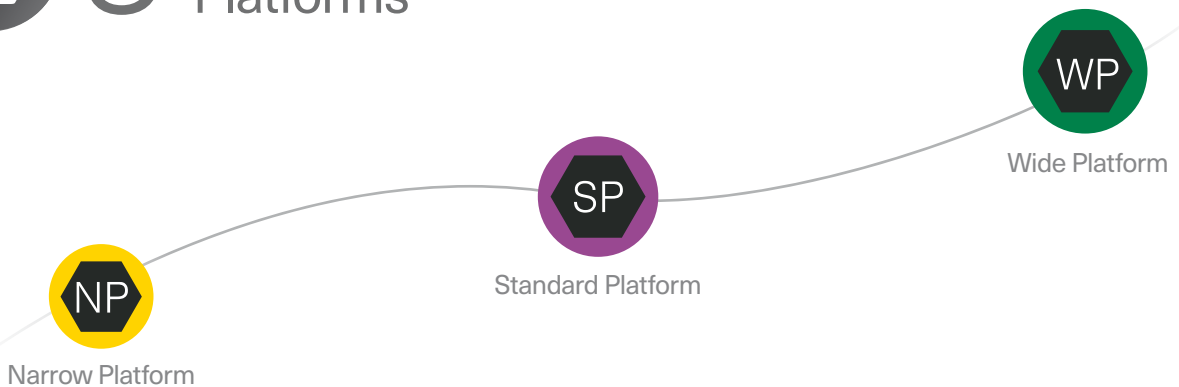 Platforms
WP
Wide Platform
SP
Standard Platform
NP
Narrow Platform